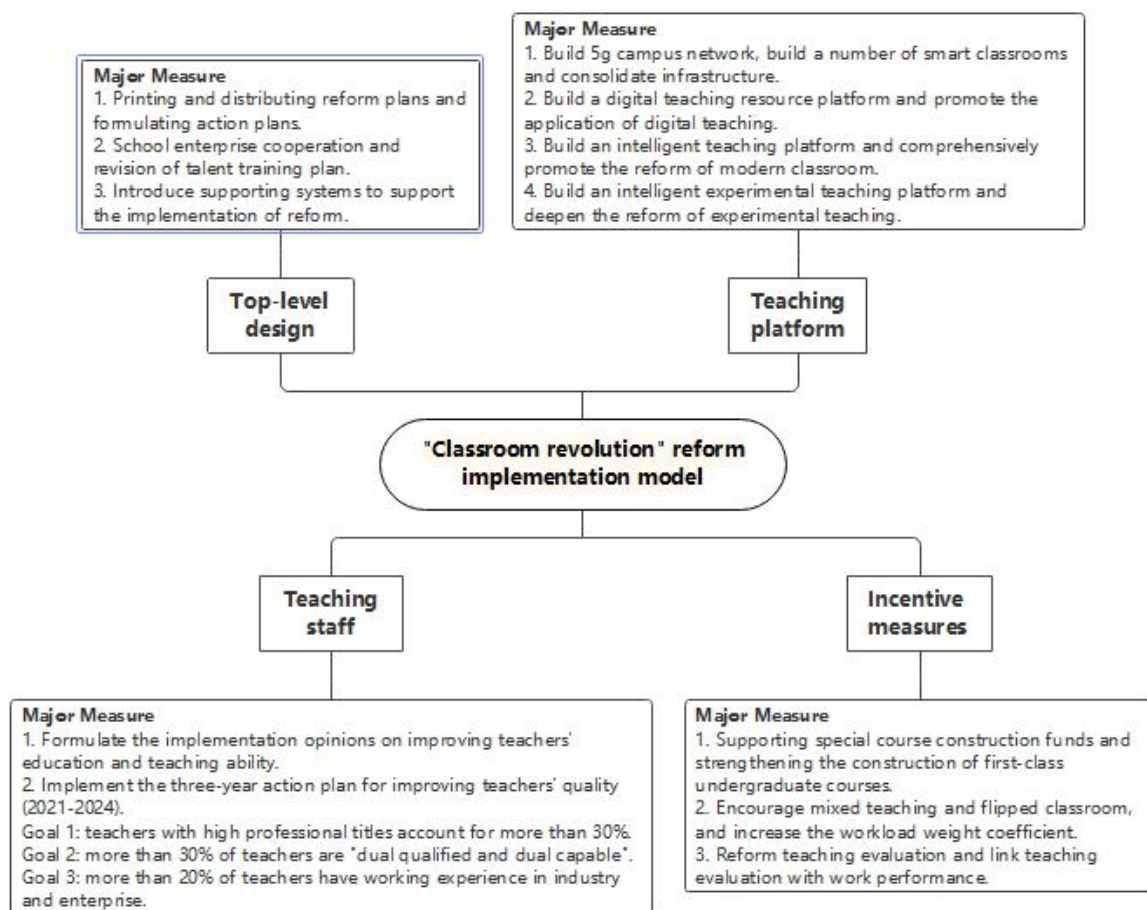 Major Measure
1. Printing and distributing reform plans and
formulating action plans.
2. School enterprise cooperation and
revision of talent training plan.
3. Introduce supporting systems to support
the implementation of reform.
Major Measure
1. Build 5g campus network, build a number of smart classrooms
and consolidate infrastructure.
2. Build a digital teaching resource platform and promote the
application of digital teaching.
3. Build an intelligent teaching platform and comprehensively
promote the reform of modern classroom.
4. Build an intelligent experimental teaching platform and
deepen the reform of experimental teaching.
Top-level
design
Teaching
platform
"Classroom revolution" reform
implementation model
Teaching
staff
Incentive
measures
Major Measure
1. Formulate the implementation opinions on improving teachers'
education and teaching ability.
2. Implement the three-year action plan for improving teachers' quality
(2021-2024).
Goal 1: teachers with high professional titles account for more than 30%.
Goal 2: more than 30% of teachers are "dual qualified and dual capable".
Goal 3: more than 20% of teachers have working experience in industry
and enterprise.
Major Measure
1. Supporting special course construction funds and
strengthening the construction of first-class
undergraduate courses.
2. Encourage mixed teaching and flipped classroom,
and increase the workload weight coefficient.
3. Reform teaching evaluation and link teaching
evaluation with work performance.